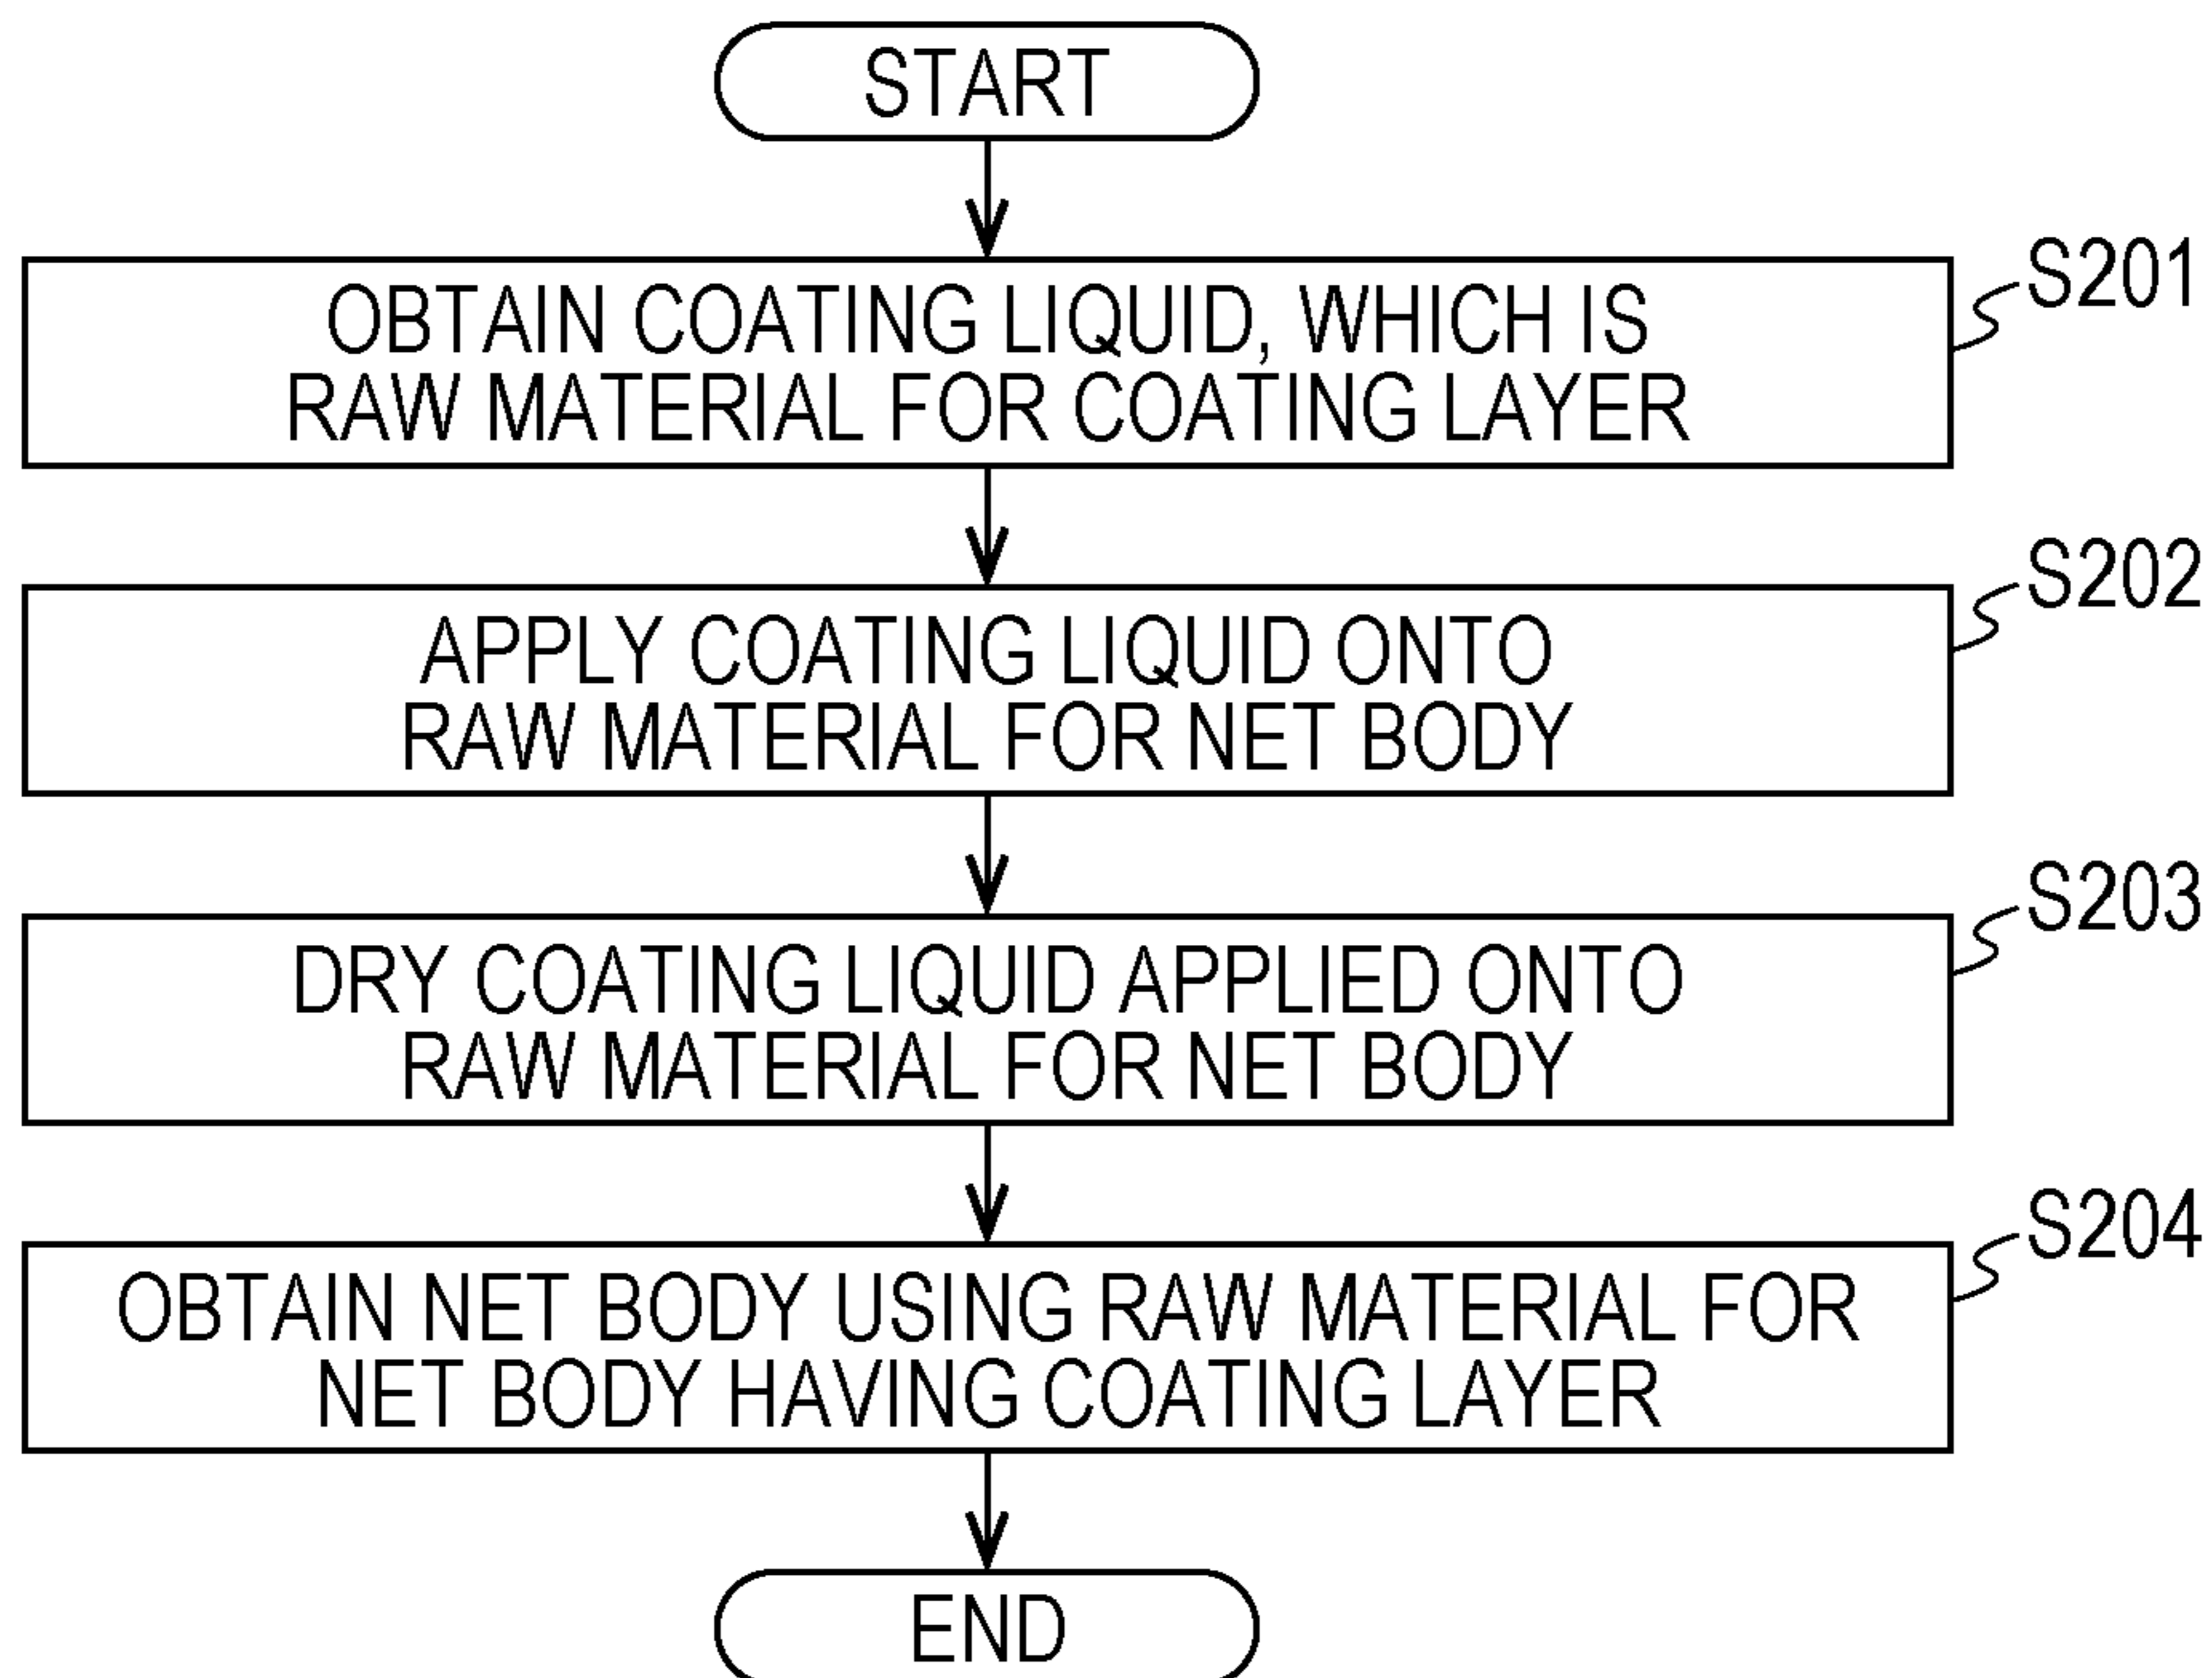 START
S201
OBTAIN COATING LIQUID, WHICH IS
RAW MATERIAL FOR COATING LAYER
S202
APPLY COATING LIQUID ONTO
RAW MATERIAL FOR NET BODY
S203
DRY COATING LIQUID APPLIED ONTO
RAW MATERIAL FOR NET BODY
S204
OBTAIN NET BODY USING RAW MATERIAL FOR
NET BODY HAVING COATING LAYER
END